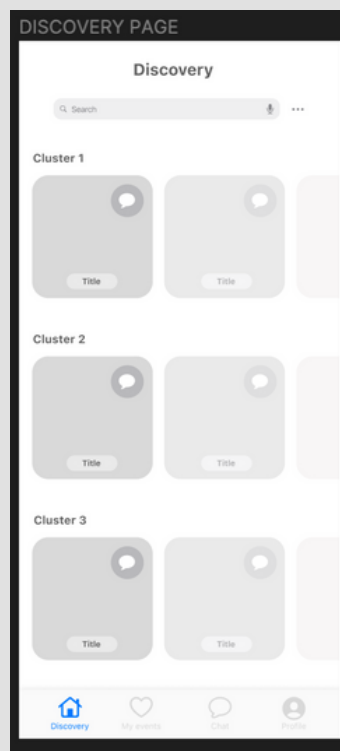 DISCOVERY PAGE
Discovery
Search
Cluster 1
Title Title
Cluster 2
Title Title
Cluster 3
Title Title
Discovery My events Chat Profile